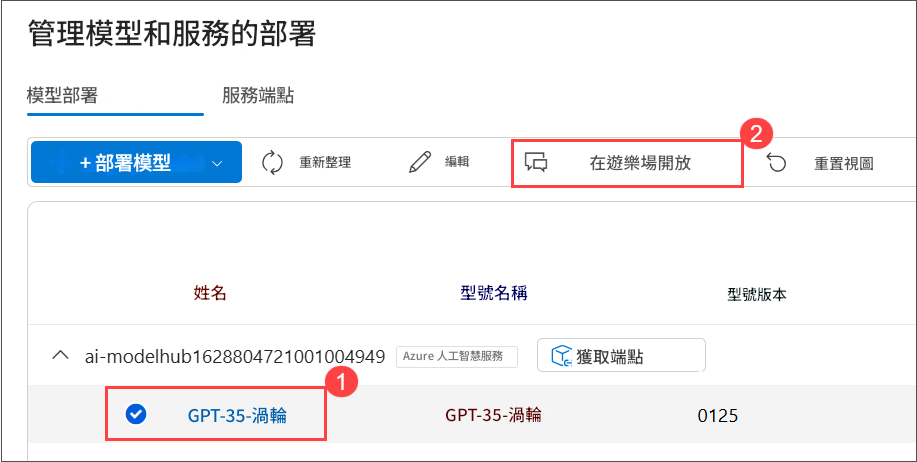 管理模型和服務的部署
模型部署 服務端點
+ 部署模型 重新整理 編輯 在遊樂場開放 2 重置視圖
姓名 型號名稱 型號版本
ai-modelhub1628804721001004949 Azure 人工智慧服務 獲取端點
1
GPT-35-渦輪 GPT-35-渦輪 0125